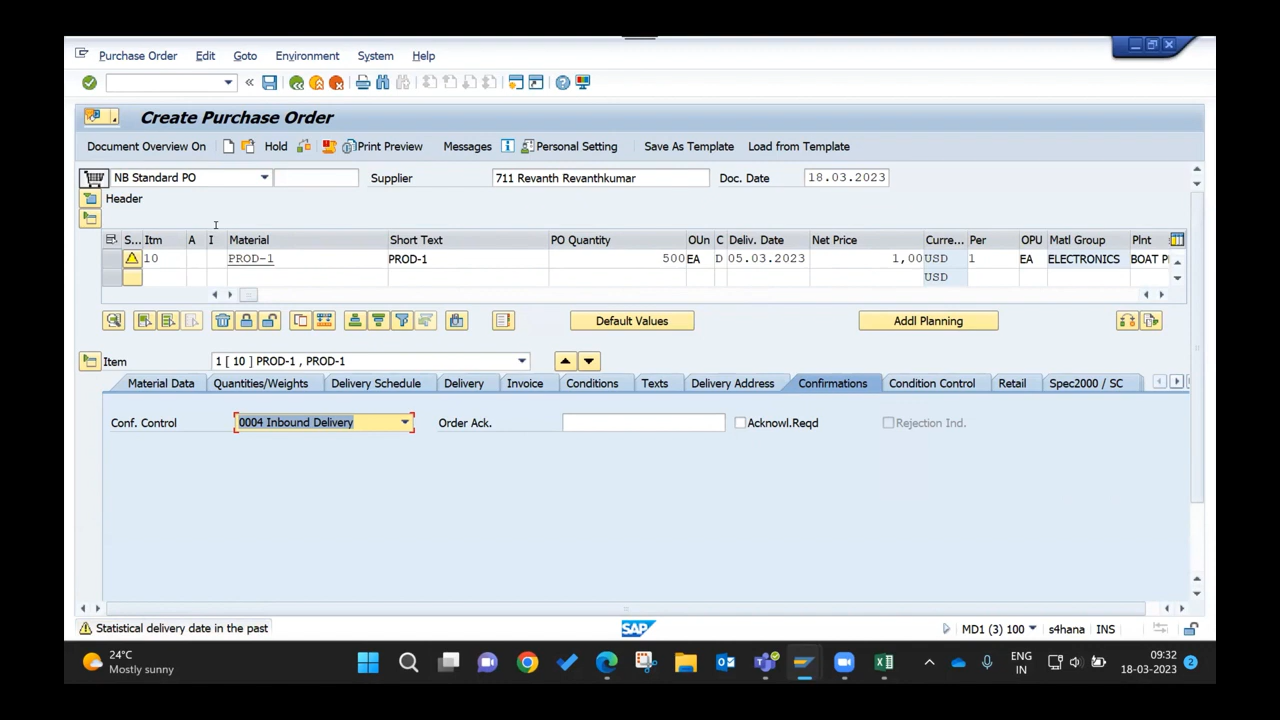 Purchase Order Edit Goto Environment System Help
Create Purchase Order
Document Overview On Hold Print Preview Messages Personal Setting Save As Template Load from Template
NB Standard PO Supplier 711 Revanth Revanthkumar Doc. Date 18.03.2023
Header
S... Itm A I Material Short Text PO Quantity OUn C Deliv. Date Net Price Curre... Per OPU Matl Group Plnt
10 PROD-1 PROD-1 500 EA D 05.03.2023 1,00 USD 1 EA ELECTRONICS BOAT P
USD
Default Values Addl Planning
Item 1 [ 10 ] PROD-1 , PROD-1
Material Data Quantities/Weights Delivery Schedule Delivery Invoice Conditions Texts Delivery Address Confirmations Condition Control Retail Spec2000 / SC
Conf. Control 0004 Inbound Delivery Order Ack. Acknowl.Reqd Rejection Ind.
Statistical delivery date in the past SAP MD1 (3) 100 s4hana INS
24°C
Mostly sunny
ENG
IN
09:32
18-03-2023
2